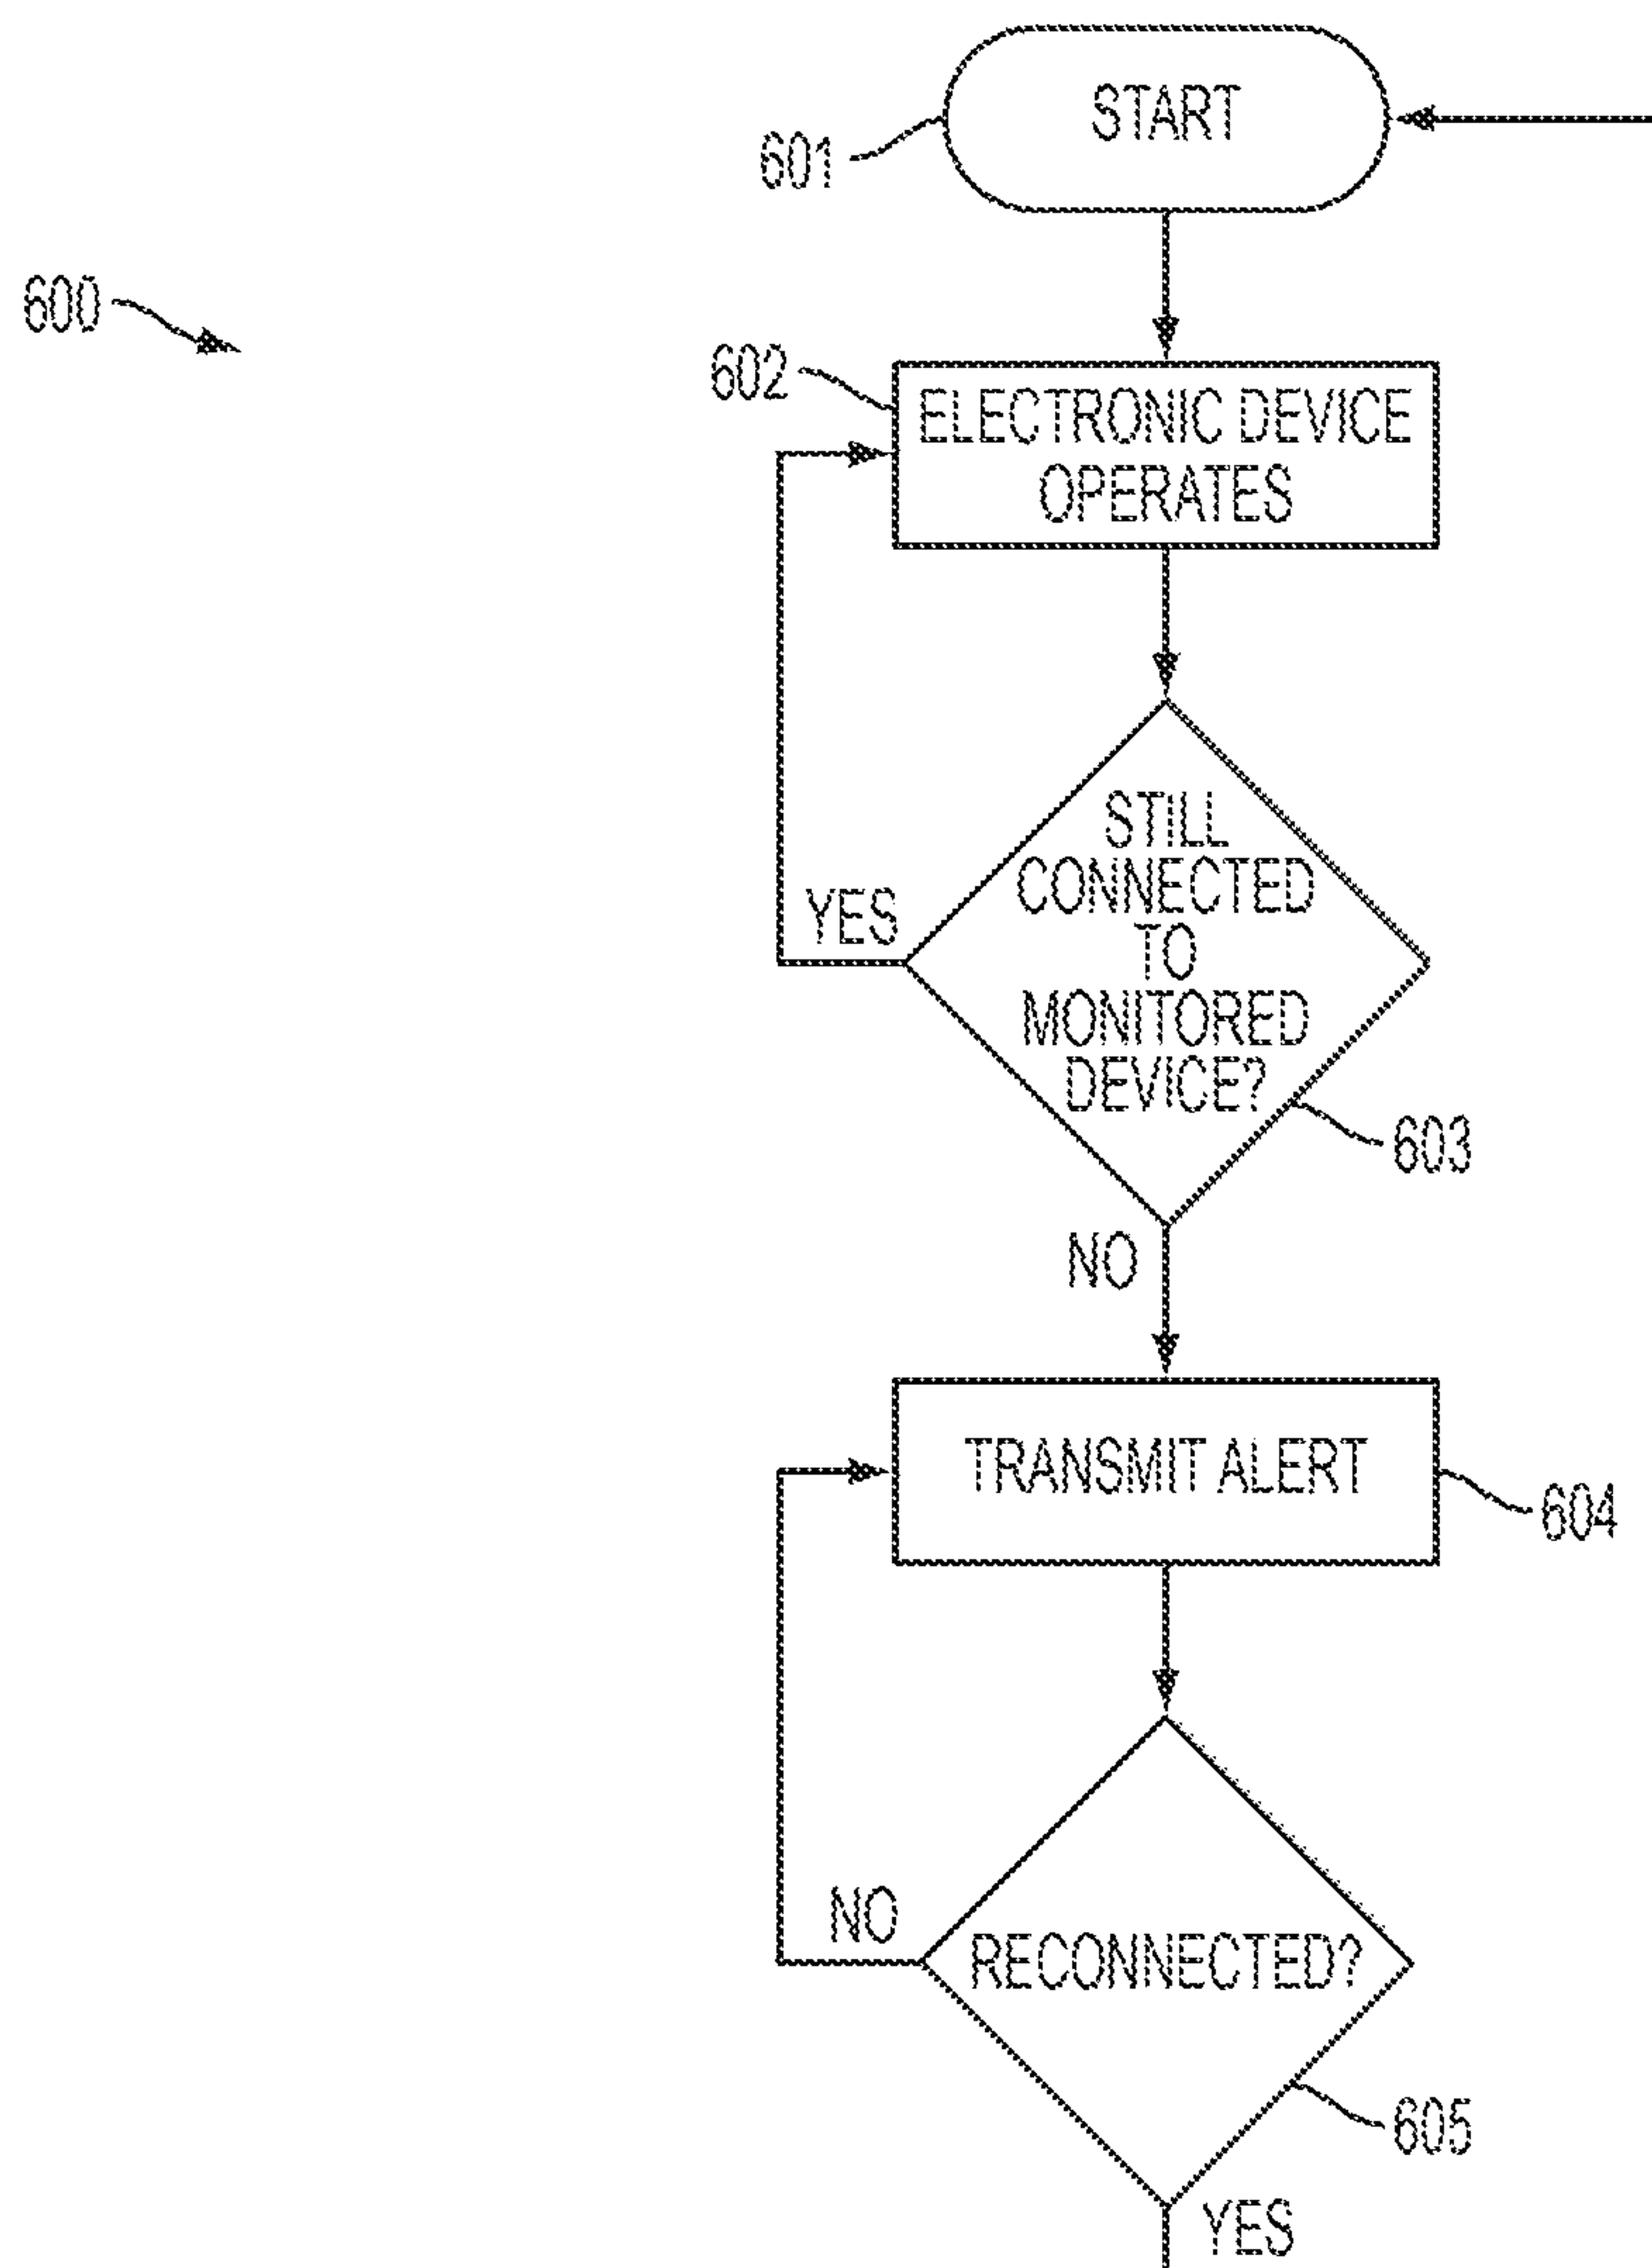 START
601
600
602
ELECTRONIC DEVICE
OPERATES
STILL
CONNECTED
TO
MONITORED
DEVICE?
YES
603
NO
TRANSMIT ALERT
604
NO
RECONNECTED?
605
YES